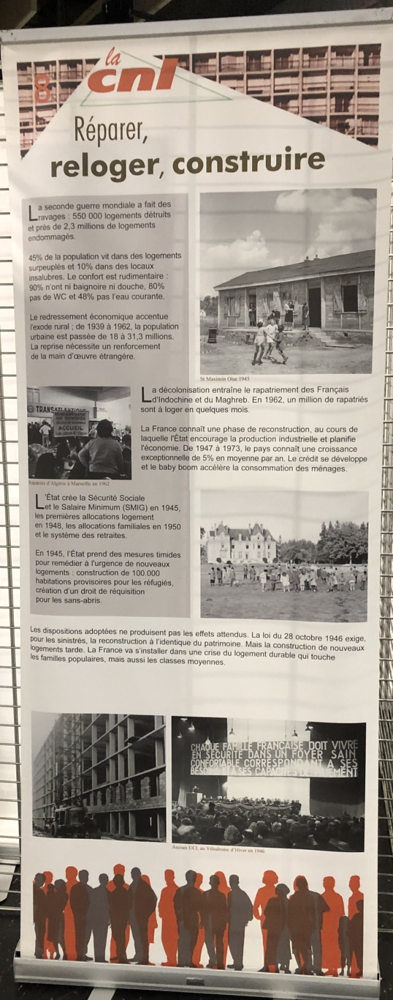 8
la
cnl
Réparer,
reloger, construire
La seconde guerre mondiale a fait des
ravages : 550 000 logements détruits
et près de 2,3 millions de logements
endommagés.
45% de la population vit dans des logements
surpeuplés et 10% dans des locaux
insalubres. Le confort est rudimentaire :
90% n'ont ni baignoire ni douche, 80%
pas de WC et 48% pas l'eau courante.
Le redressement économique accentue
l'exode rural ; de 1939 à 1962, la population
urbaine est passée de 18 à 31,3 millions.
La reprise nécessite un renforcement
de la main d'œuvre étrangère.
St Maximin Oise 1945
La décolonisation entraîne le rapatriement des Français
d'Indochine et du Maghreb. En 1962, un million de rapatriés
sont à loger en quelques mois.
TRANSATLANTIQUE
ACCUEIL
La France connaît une phase de reconstruction, au cours de
laquelle l'État encourage la production industrielle et planifie
l'économie. De 1947 à 1973, le pays connaît une croissance
exceptionnelle de 5% en moyenne par an. Le crédit se développe
et le baby boom accélère la consommation des ménages.
Rapatriés d'Algérie à Marseille en 1962
L'État crée la Sécurité Sociale
et le Salaire Minimum (SMIG) en 1945,
les premières allocations logement
en 1948, les allocations familiales en 1950
et le système des retraites.
En 1945, l'État prend des mesures timides
pour remédier à l'urgence de nouveaux
logements : construction de 100.000
habitations provisoires pour les réfugiés,
création d'un droit de réquisition
pour les sans-abris.
Les dispositions adoptées ne produisent pas les effets attendus. La loi du 28 octobre 1946 exige,
pour les sinistrés, la reconstruction à l'identique du patrimoine. Mais la construction de nouveaux
logements tarde. La France va s'installer dans une crise du logement durable qui touche
les familles populaires, mais aussi les classes moyennes.
CHAQUE FAMILLE FRANÇAISE DOIT VIVRE
EN SÉCURITÉ DANS UN FOYER SAIN
CONFORTABLE CORRESPONDANT A SES
BESOINS ET A SES CAPACITÉS DE PAIEMENT
Assises UCL au Vélodrome d'Hiver en 1946